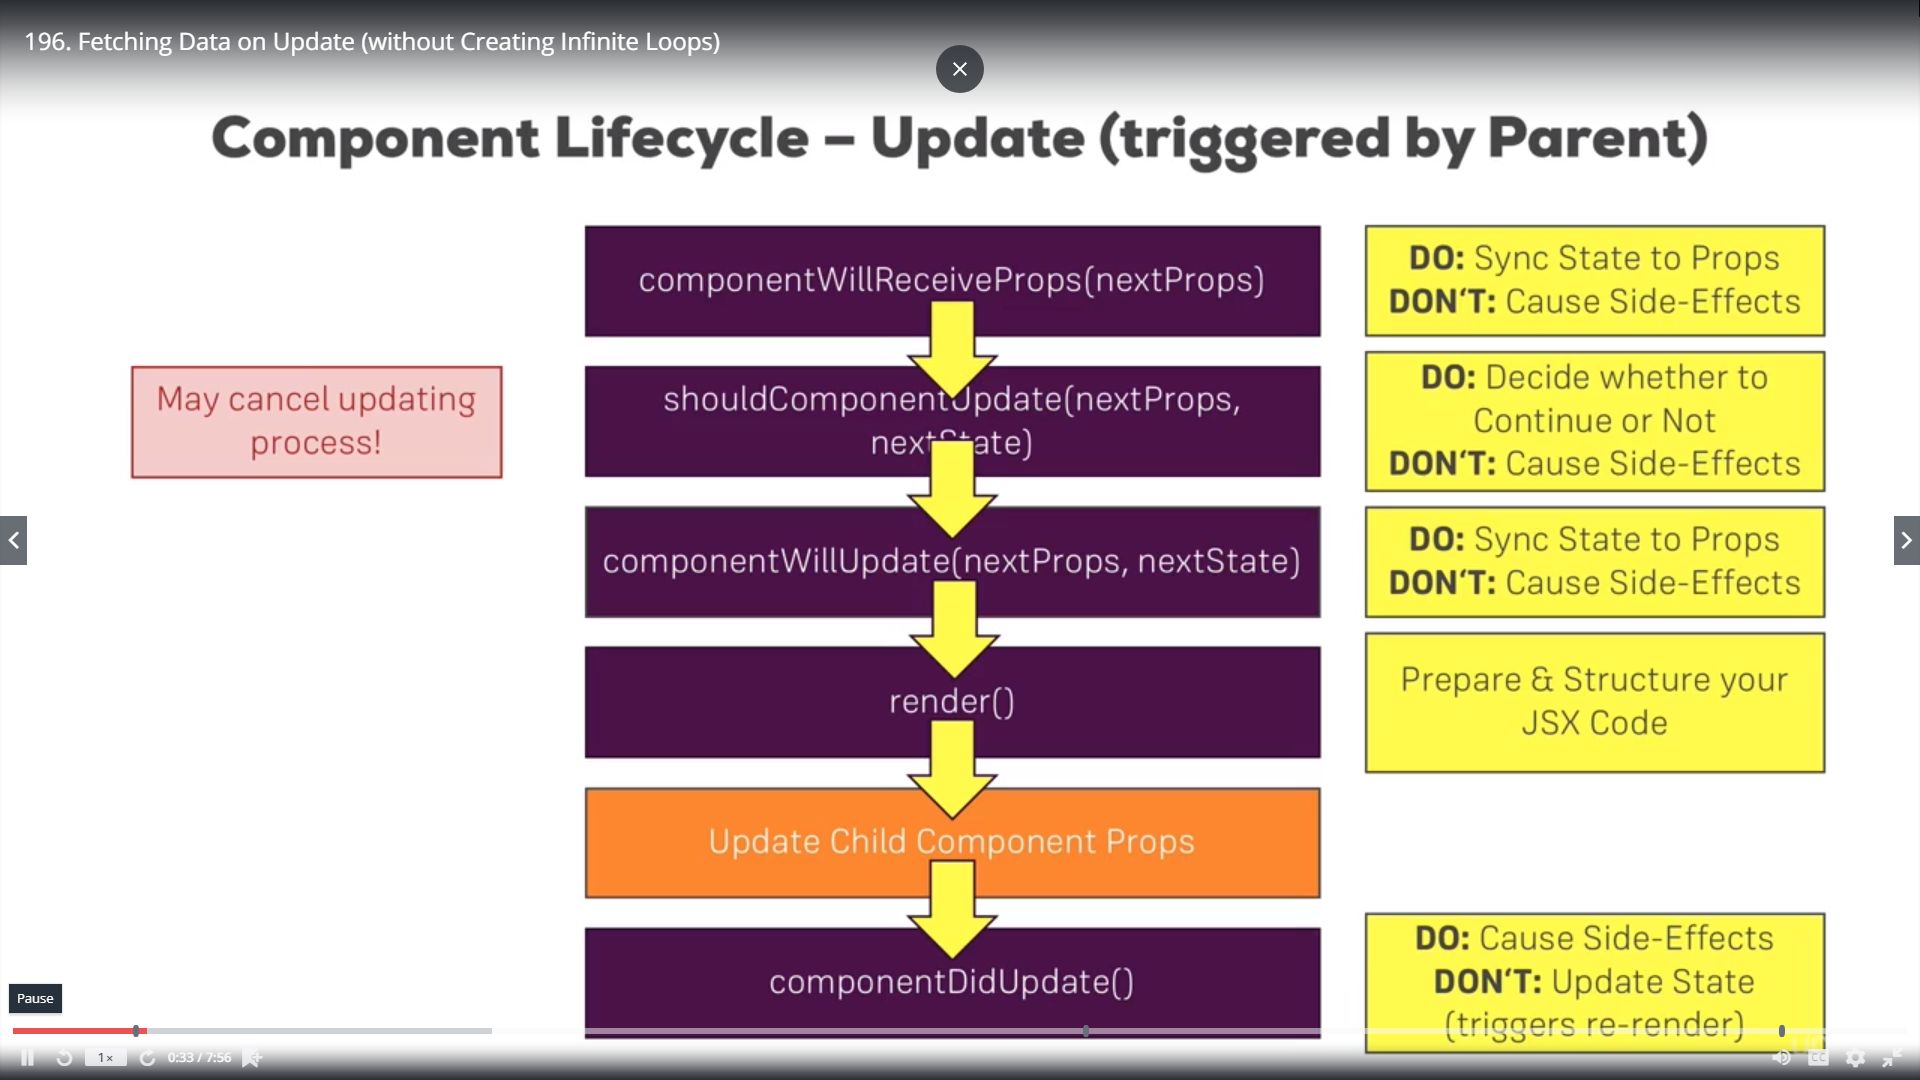 196. Fetching Data on Update (without Creating Infinite Loops)
Component Lifecycle – Update (triggered by Parent)
componentWillReceiveProps(nextProps)
DO: Sync State to Props
DON‘T: Cause Side-Effects
May cancel updating
process!
shouldComponentUpdate(nextProps,
nextState)
DO: Decide whether to
Continue or Not
DON‘T: Cause Side-Effects
componentWillUpdate(nextProps, nextState)
DO: Sync State to Props
DON‘T: Cause Side-Effects
render()
Prepare & Structure your
JSX Code
Update Child Component Props
componentDidUpdate()
DO: Cause Side-Effects
DON‘T: Update State
(triggers re-render)
Pause
1×
0:33 / 7:56
CC